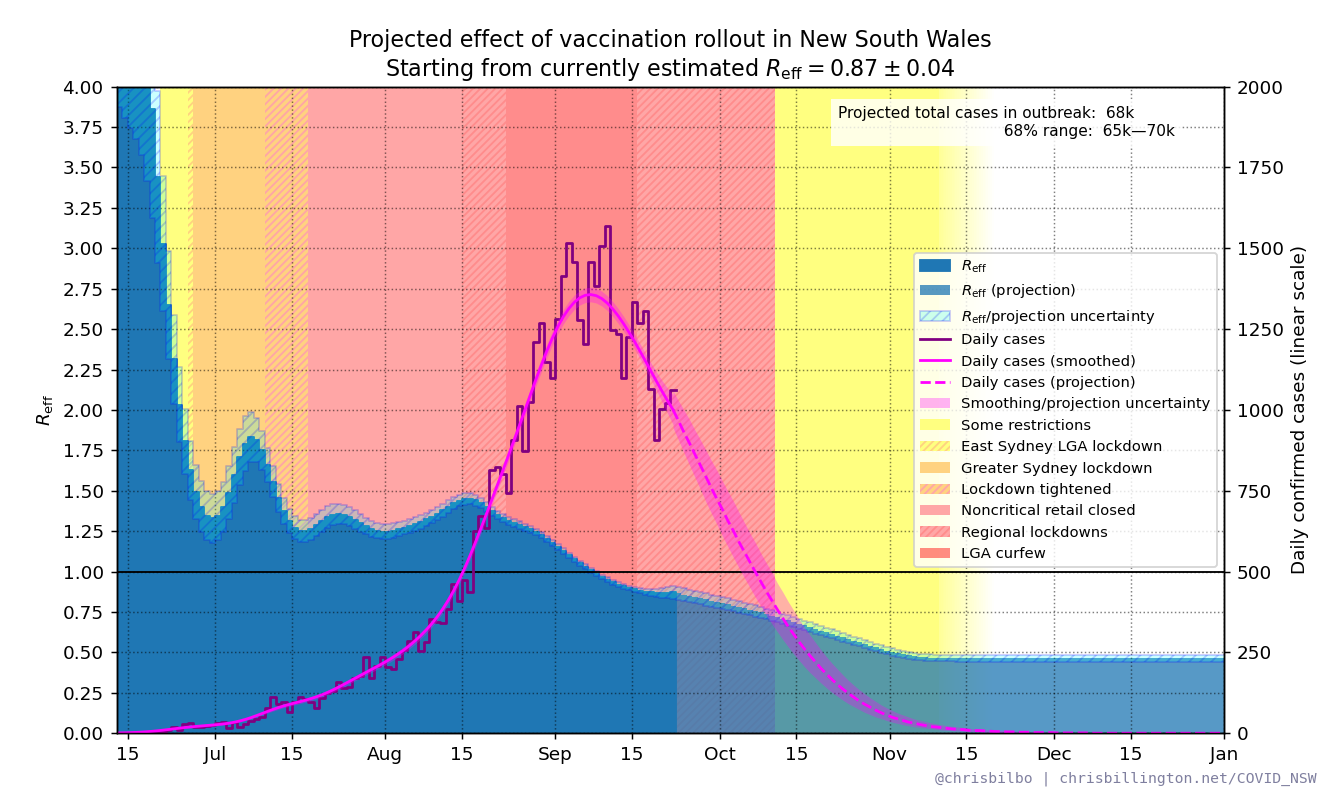 Projected effect of vaccination rollout in New South Wales
Starting from currently estimated R_eff = 0.87 ± 0.04
Projected total cases in outbreak: 68k
68% range: 65k—70k
4.00
3.75
3.50
3.25
3.00
2.75
2.50
2.25
2.00
1.75
1.50
1.25
1.00
0.75
0.50
0.25
0.00
R_eff
2000
1750
1500
1250
1000
750
500
250
0
Daily confirmed cases (linear scale)
R_eff
R_eff (projection)
R_eff/projection uncertainty
Daily cases
Daily cases (smoothed)
Daily cases (projection)
Smoothing/projection uncertainty
Some restrictions
East Sydney LGA lockdown
Greater Sydney lockdown
Lockdown tightened
Noncritical retail closed
Regional lockdowns
LGA curfew
15 Jul 15 Aug 15 Sep 15 Oct 15 Nov 15 Dec 15 Jan
@chrisbilbo | chrisbillington.net/COVID_NSW